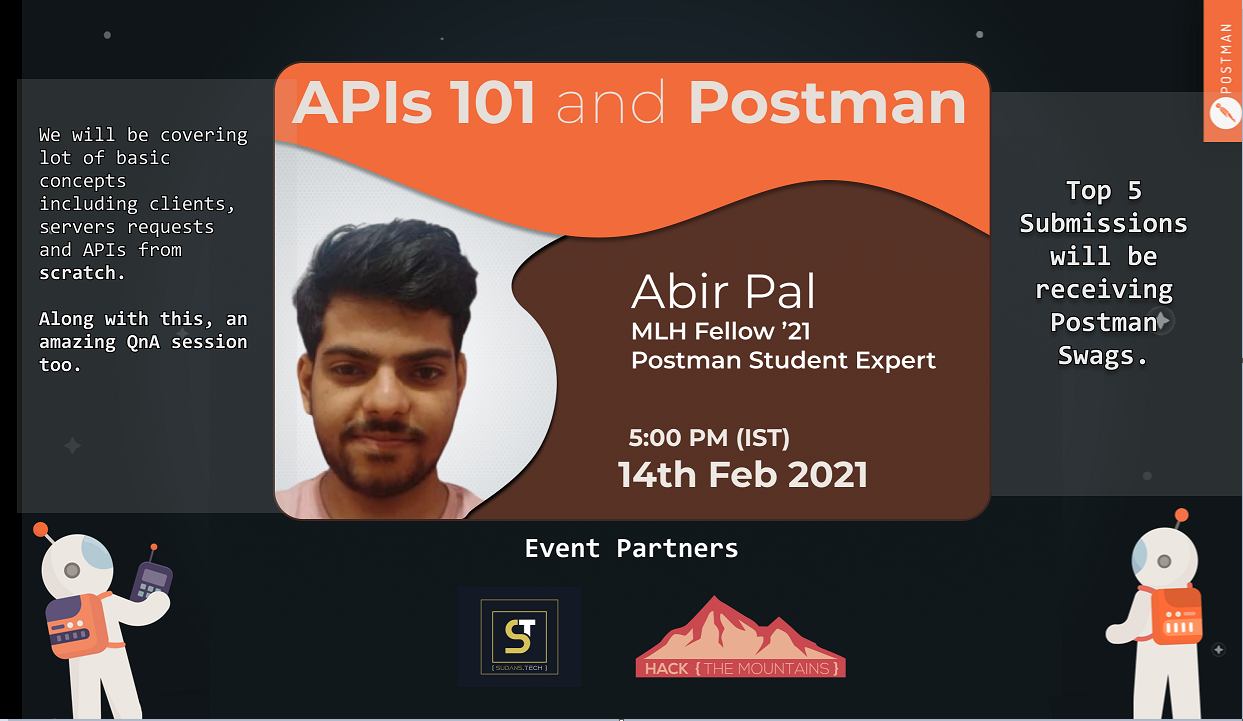 APIs 101 and Postman
POSTMAN
We will be covering
lot of basic
concepts
including clients,
servers requests
and APIs from
scratch.
Along with this, an
amazing QnA session
too.
Abir Pal
MLH Fellow ’21
Postman Student Expert
5:00 PM (IST)
14th Feb 2021
Top 5
Submissions
will be
receiving
Postman
Swags.
Event Partners
ST
[ SUDANS.TECH ]
HACK {THE MOUNTAINS}